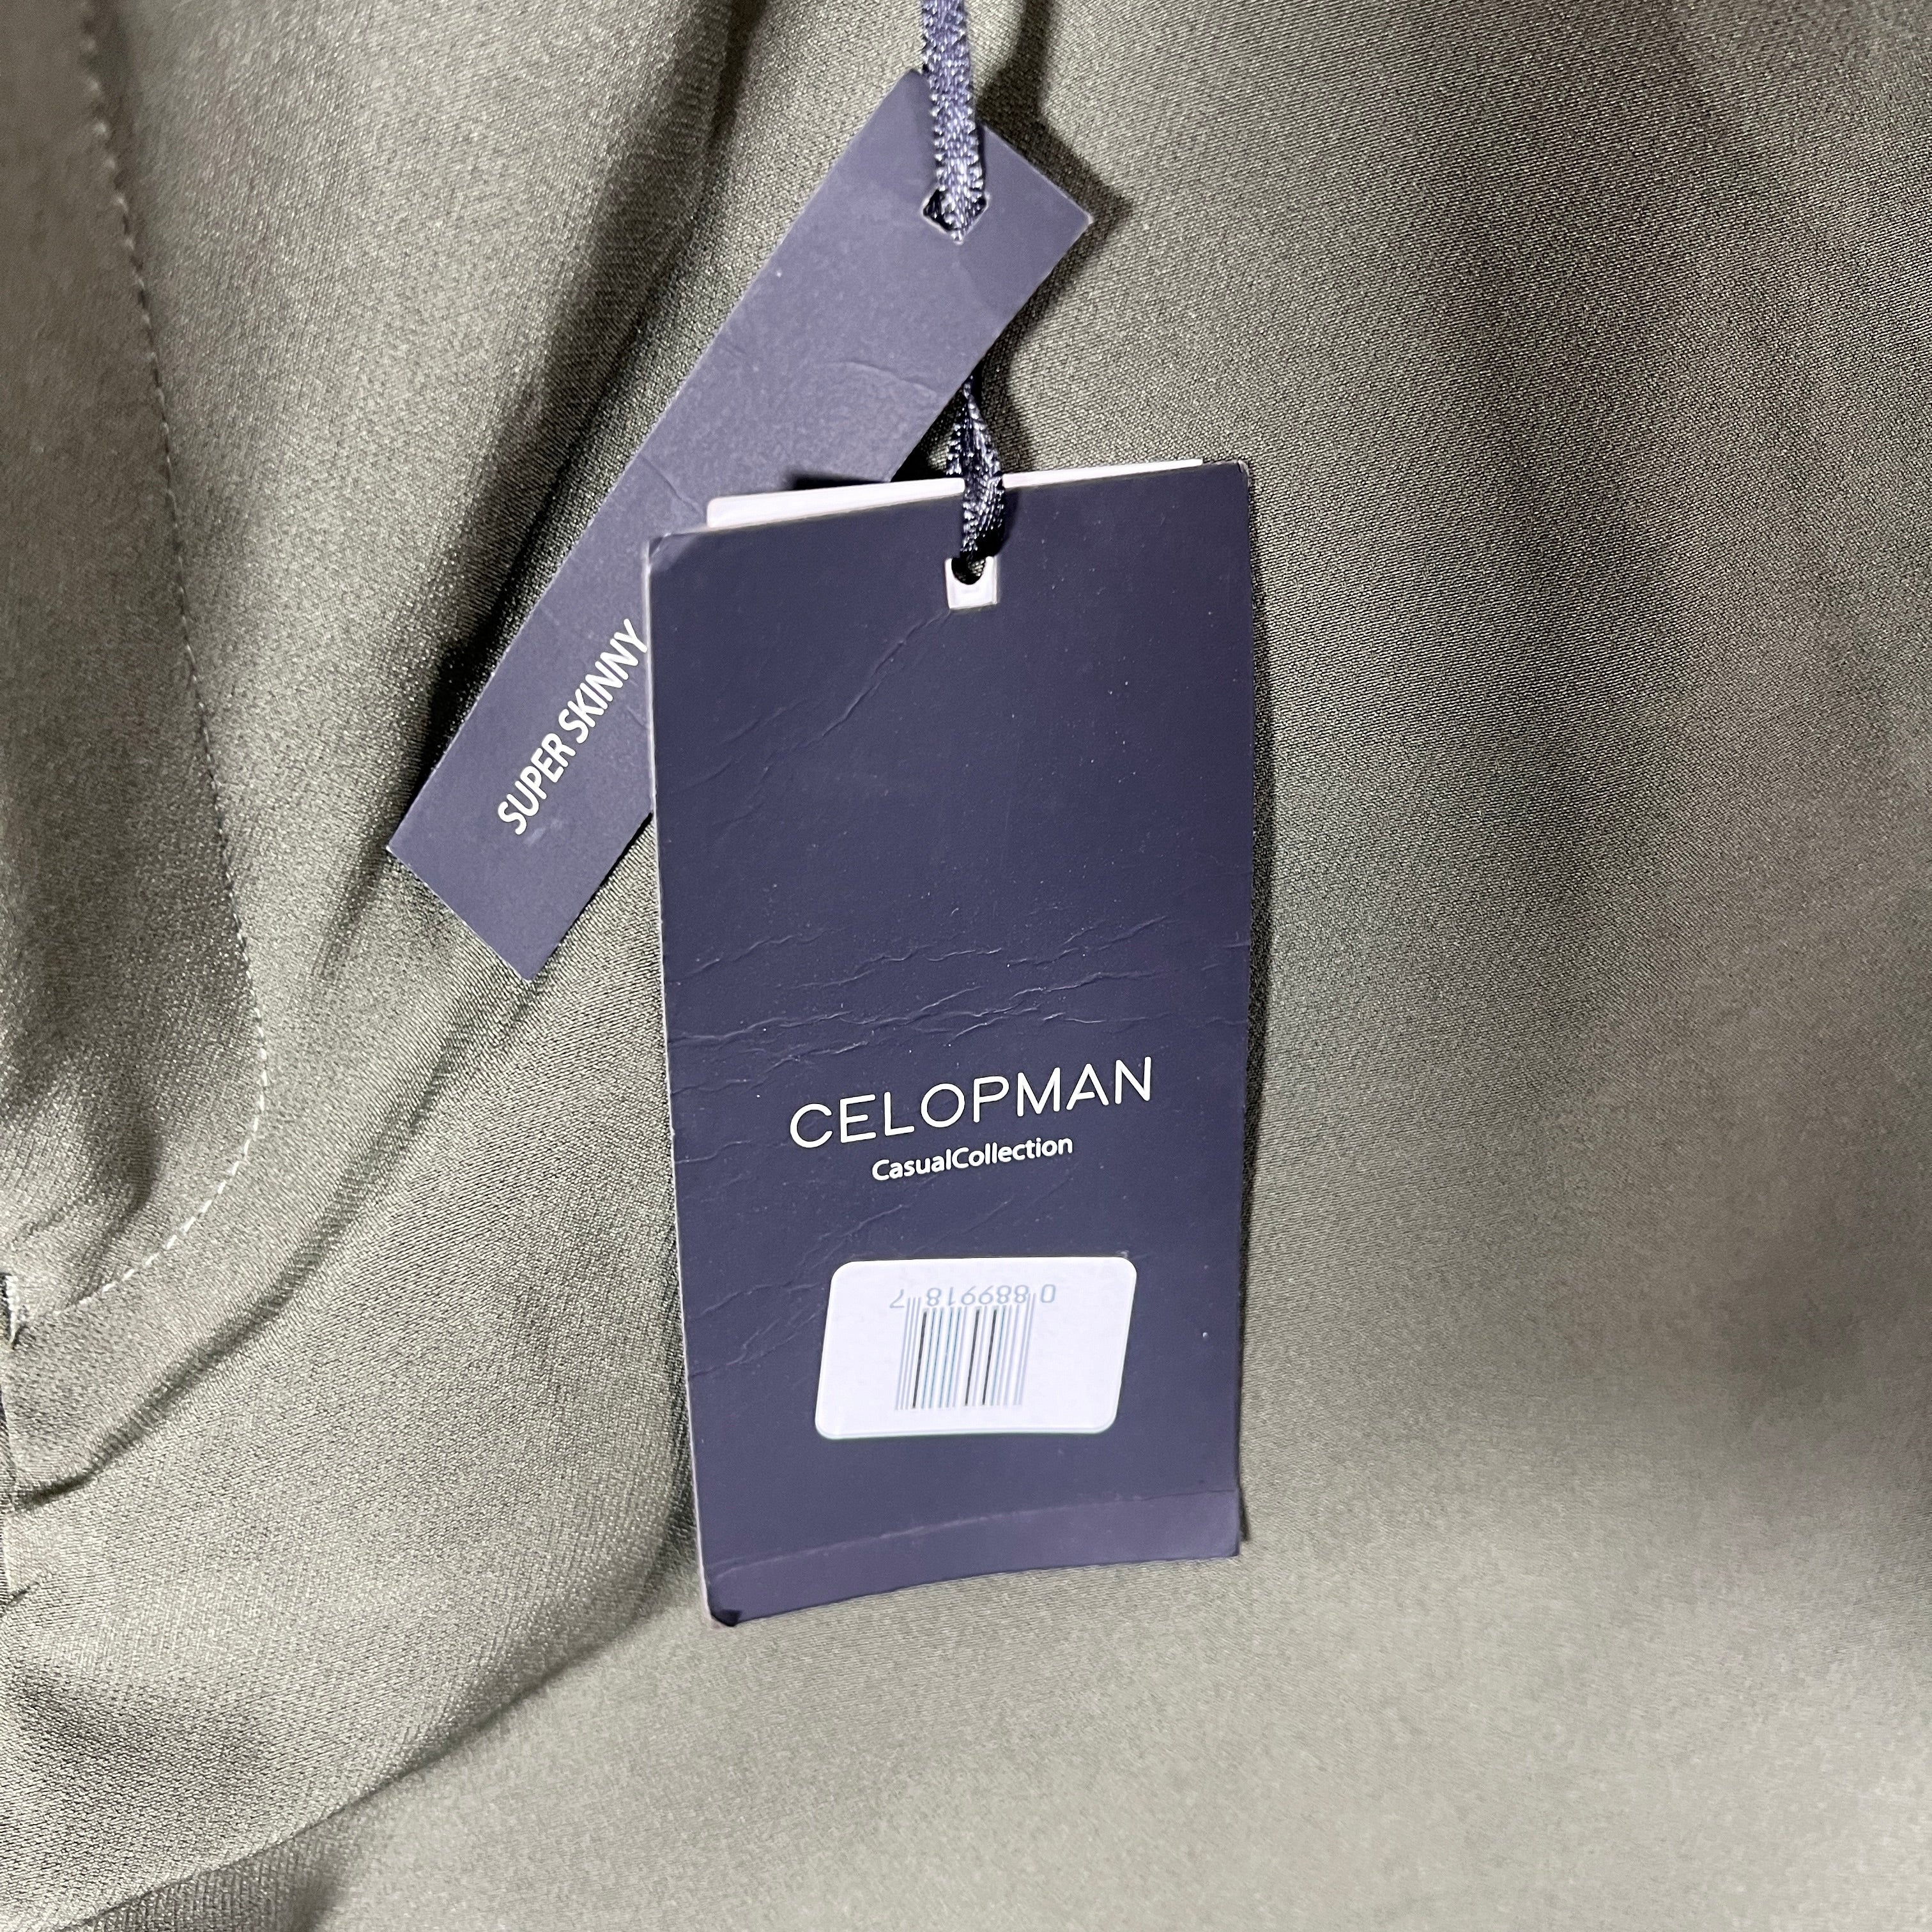 SUPER SKINNY
CELOPMAN
CasualCollection
0 889918 7